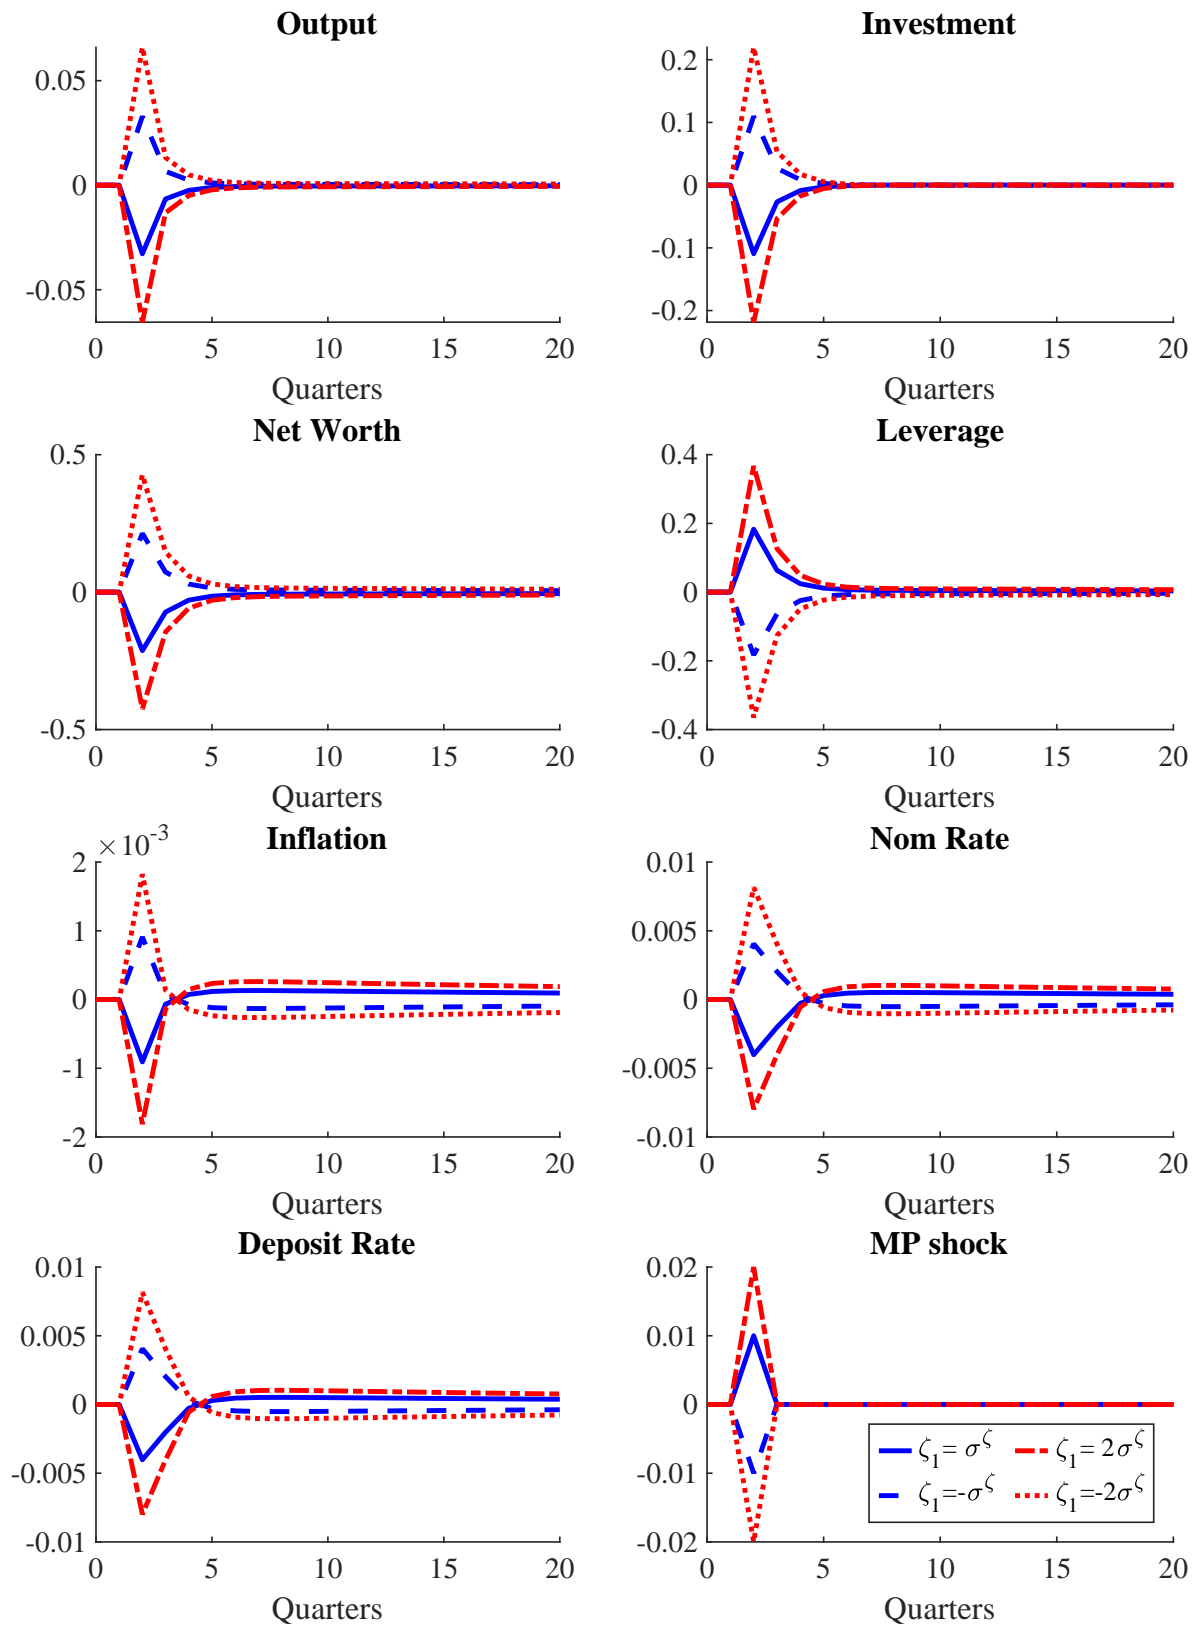 Output
0.05
0
-0.05
0 5 10 15 20
Quarters
Investment
0.2
0.1
0
-0.1
-0.2
0 5 10 15 20
Quarters
Net Worth
0.5
0
-0.5
0 5 10 15 20
Quarters
Leverage
0.4
0.2
0
-0.2
-0.4
0 5 10 15 20
Quarters
Inflation
×10⁻³
2
1
0
-1
-2
0 5 10 15 20
Quarters
Nom Rate
0.01
0.005
0
-0.005
-0.01
0 5 10 15 20
Quarters
Deposit Rate
0.01
0.005
0
-0.005
-0.01
0 5 10 15 20
Quarters
MP shock
0.02
0.01
0
-0.01
-0.02
ζ₁= σ^ζ ζ₁= 2σ^ζ
ζ₁=-σ^ζ ζ₁=-2σ^ζ
0 5 10 15 20
Quarters